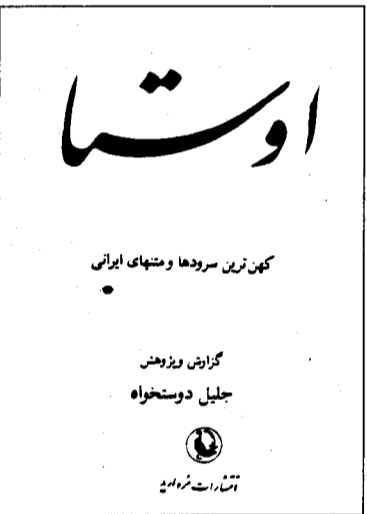 اوستا
کهن ترین سرودها و متنهای ایرانی
گزارش و پژوهش
جلیل دوستخواه
انتشارات مروارید